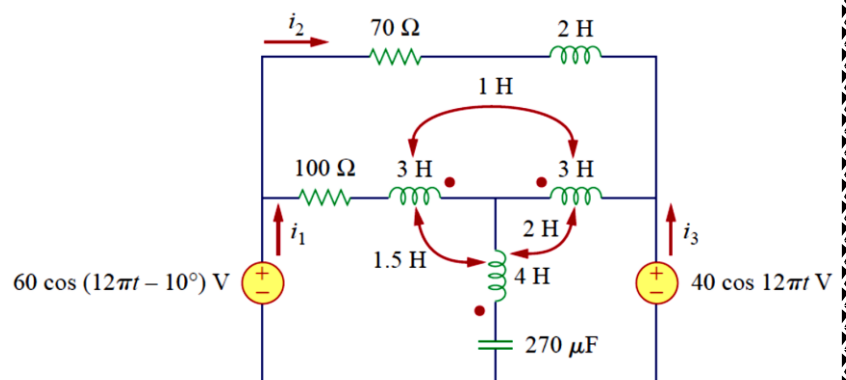 i₂
70 Ω
2 H
1 H
100 Ω
3 H
3 H
i₁
1.5 H
2 H
i₃
60 cos (12πt – 10°) V
+
–
4 H
+
–
40 cos 12πt V
270 μF